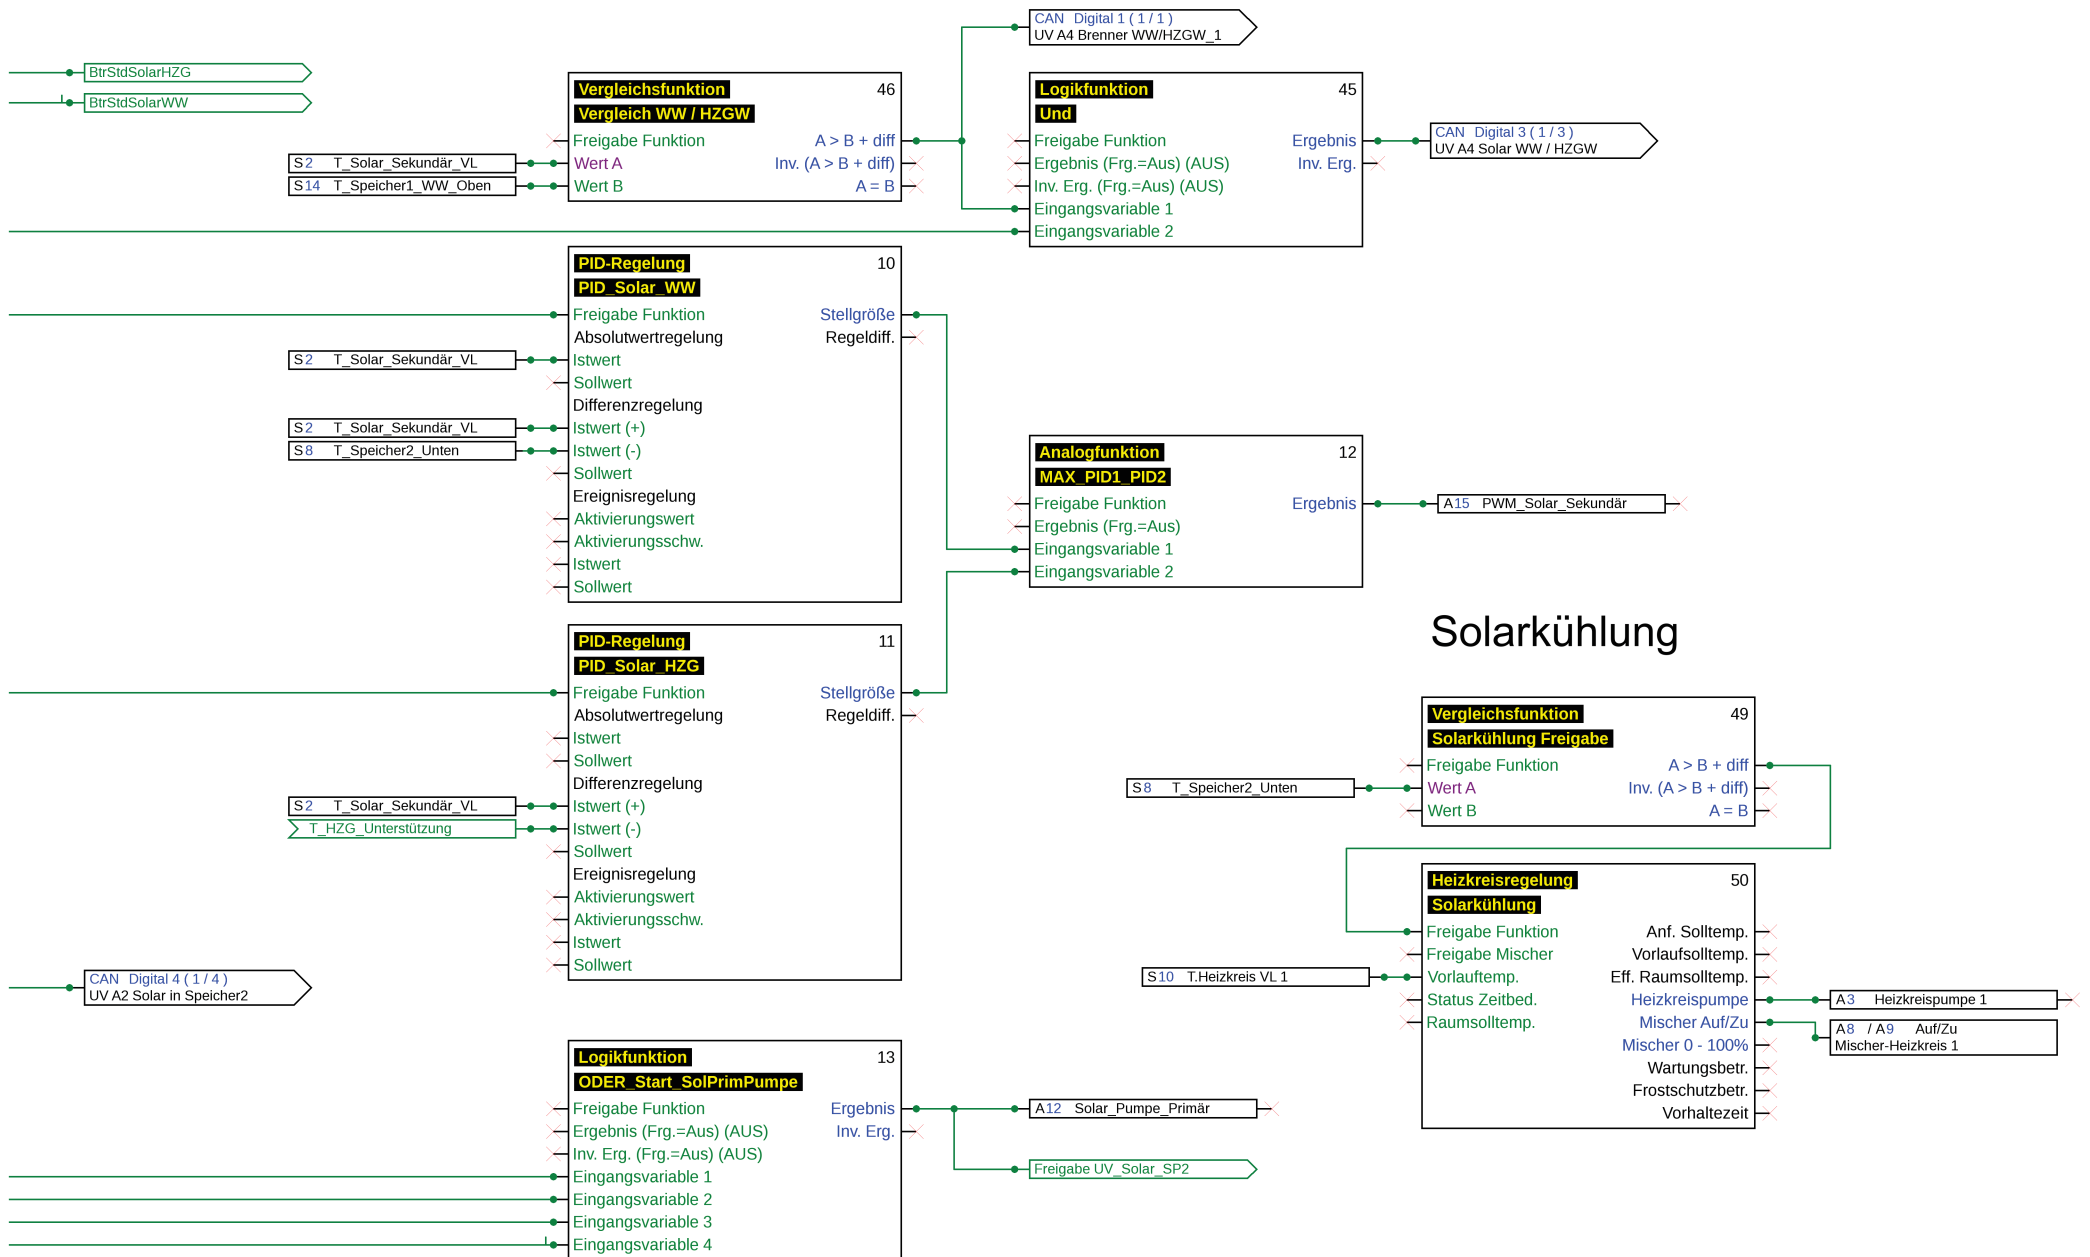 CAN Digital 1 ( 1 / 1 )
UV A4 Brenner WW/HZGW_1
BtrStdSolarHZG
BtrStdSolarWW
Vergleichsfunktion 46
Vergleich WW / HZGW
Freigabe Funktion A > B + diff
Wert A Inv. (A > B + diff)
Wert B A = B
S2 T_Solar_Sekundär_VL
S14 T_Speicher1_WW_Oben
Logikfunktion 45
Und
Freigabe Funktion Ergebnis
Ergebnis (Frg.=Aus) (AUS) Inv. Erg.
Inv. Erg. (Frg.=Aus) (AUS)
Eingangsvariable 1
Eingangsvariable 2
CAN Digital 3 ( 1 / 3 )
UV A4 Solar WW / HZGW
PID-Regelung 10
PID_Solar_WW
Freigabe Funktion Stellgröße
Absolutwertregelung Regeldiff.
Istwert
Sollwert
Differenzregelung
Istwert (+)
Istwert (-)
Sollwert
Ereignisregelung
Aktivierungswert
Aktivierungsschw.
Istwert
Sollwert
S2 T_Solar_Sekundär_VL
S2 T_Solar_Sekundär_VL
S8 T_Speicher2_Unten
Analogfunktion 12
MAX_PID1_PID2
Freigabe Funktion Ergebnis
Ergebnis (Frg.=Aus)
Eingangsvariable 1
Eingangsvariable 2
A15 PWM_Solar_Sekundär
PID-Regelung 11
PID_Solar_HZG
Freigabe Funktion Stellgröße
Absolutwertregelung Regeldiff.
Istwert
Sollwert
Differenzregelung
Istwert (+)
Istwert (-)
Sollwert
Ereignisregelung
Aktivierungswert
Aktivierungsschw.
Istwert
Sollwert
S2 T_Solar_Sekundär_VL
T_HZG_Unterstützung
Solarkühlung
Vergleichsfunktion 49
Solarkühlung Freigabe
Freigabe Funktion A > B + diff
Wert A Inv. (A > B + diff)
Wert B A = B
S8 T_Speicher2_Unten
Heizkreisregelung 50
Solarkühlung
Freigabe Funktion Anf. Solltemp.
Freigabe Mischer Vorlaufsolltemp.
Vorlauftemp. Eff. Raumsolltemp.
Status Zeitbed. Heizkreispumpe
Raumsolltemp. Mischer Auf/Zu
Mischer 0 - 100%
Wartungsbetr.
Frostschutzbetr.
Vorhaltezeit
S10 T.Heizkreis VL 1
A3 Heizkreispumpe 1
A8 / A9 Auf/Zu
Mischer-Heizkreis 1
CAN Digital 4 ( 1 / 4 )
UV A2 Solar in Speicher2
Logikfunktion 13
ODER_Start_SolPrimPumpe
Freigabe Funktion Ergebnis
Ergebnis (Frg.=Aus) (AUS) Inv. Erg.
Inv. Erg. (Frg.=Aus) (AUS)
Eingangsvariable 1
Eingangsvariable 2
Eingangsvariable 3
Eingangsvariable 4
A12 Solar_Pumpe_Primär
Freigabe UV_Solar_SP2